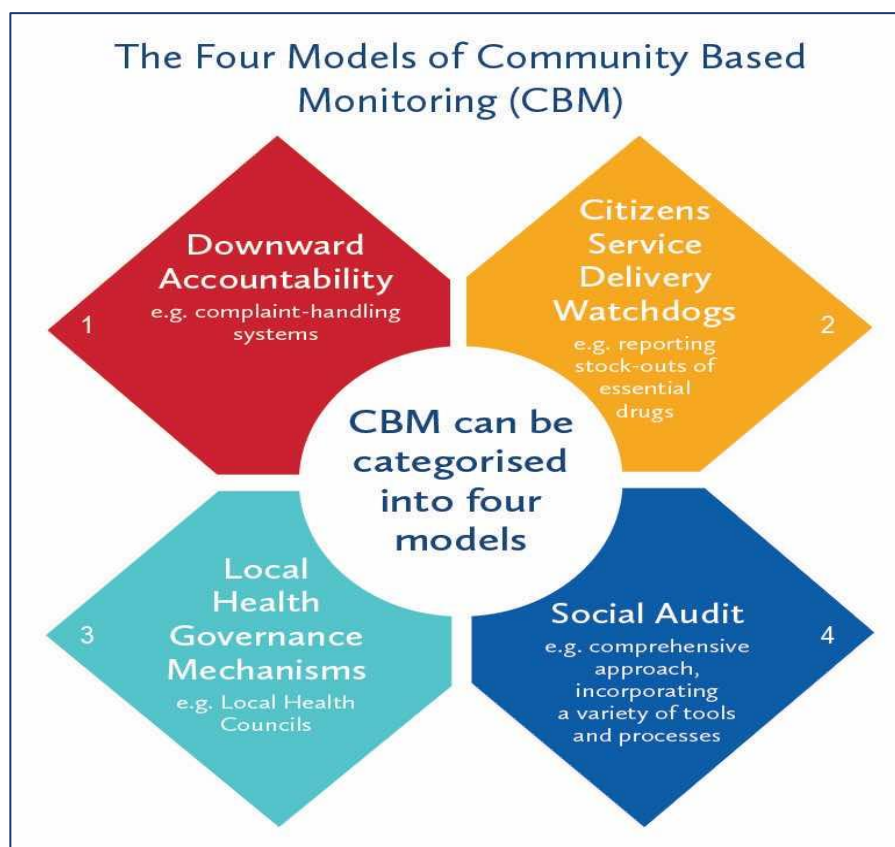 The Four Models of Community Based
Monitoring (CBM)
Downward
Accountability
e.g. complaint-handling
systems
1
Citizens
Service
Delivery
Watchdogs
e.g. reporting
stock-outs of
essential
drugs
2
CBM can be
categorised
into four
models
Local
Health
Governance
Mechanisms
e.g. Local Health
Councils
3
Social Audit
e.g. comprehensive
approach,
incorporating
a variety of tools
and processes
4